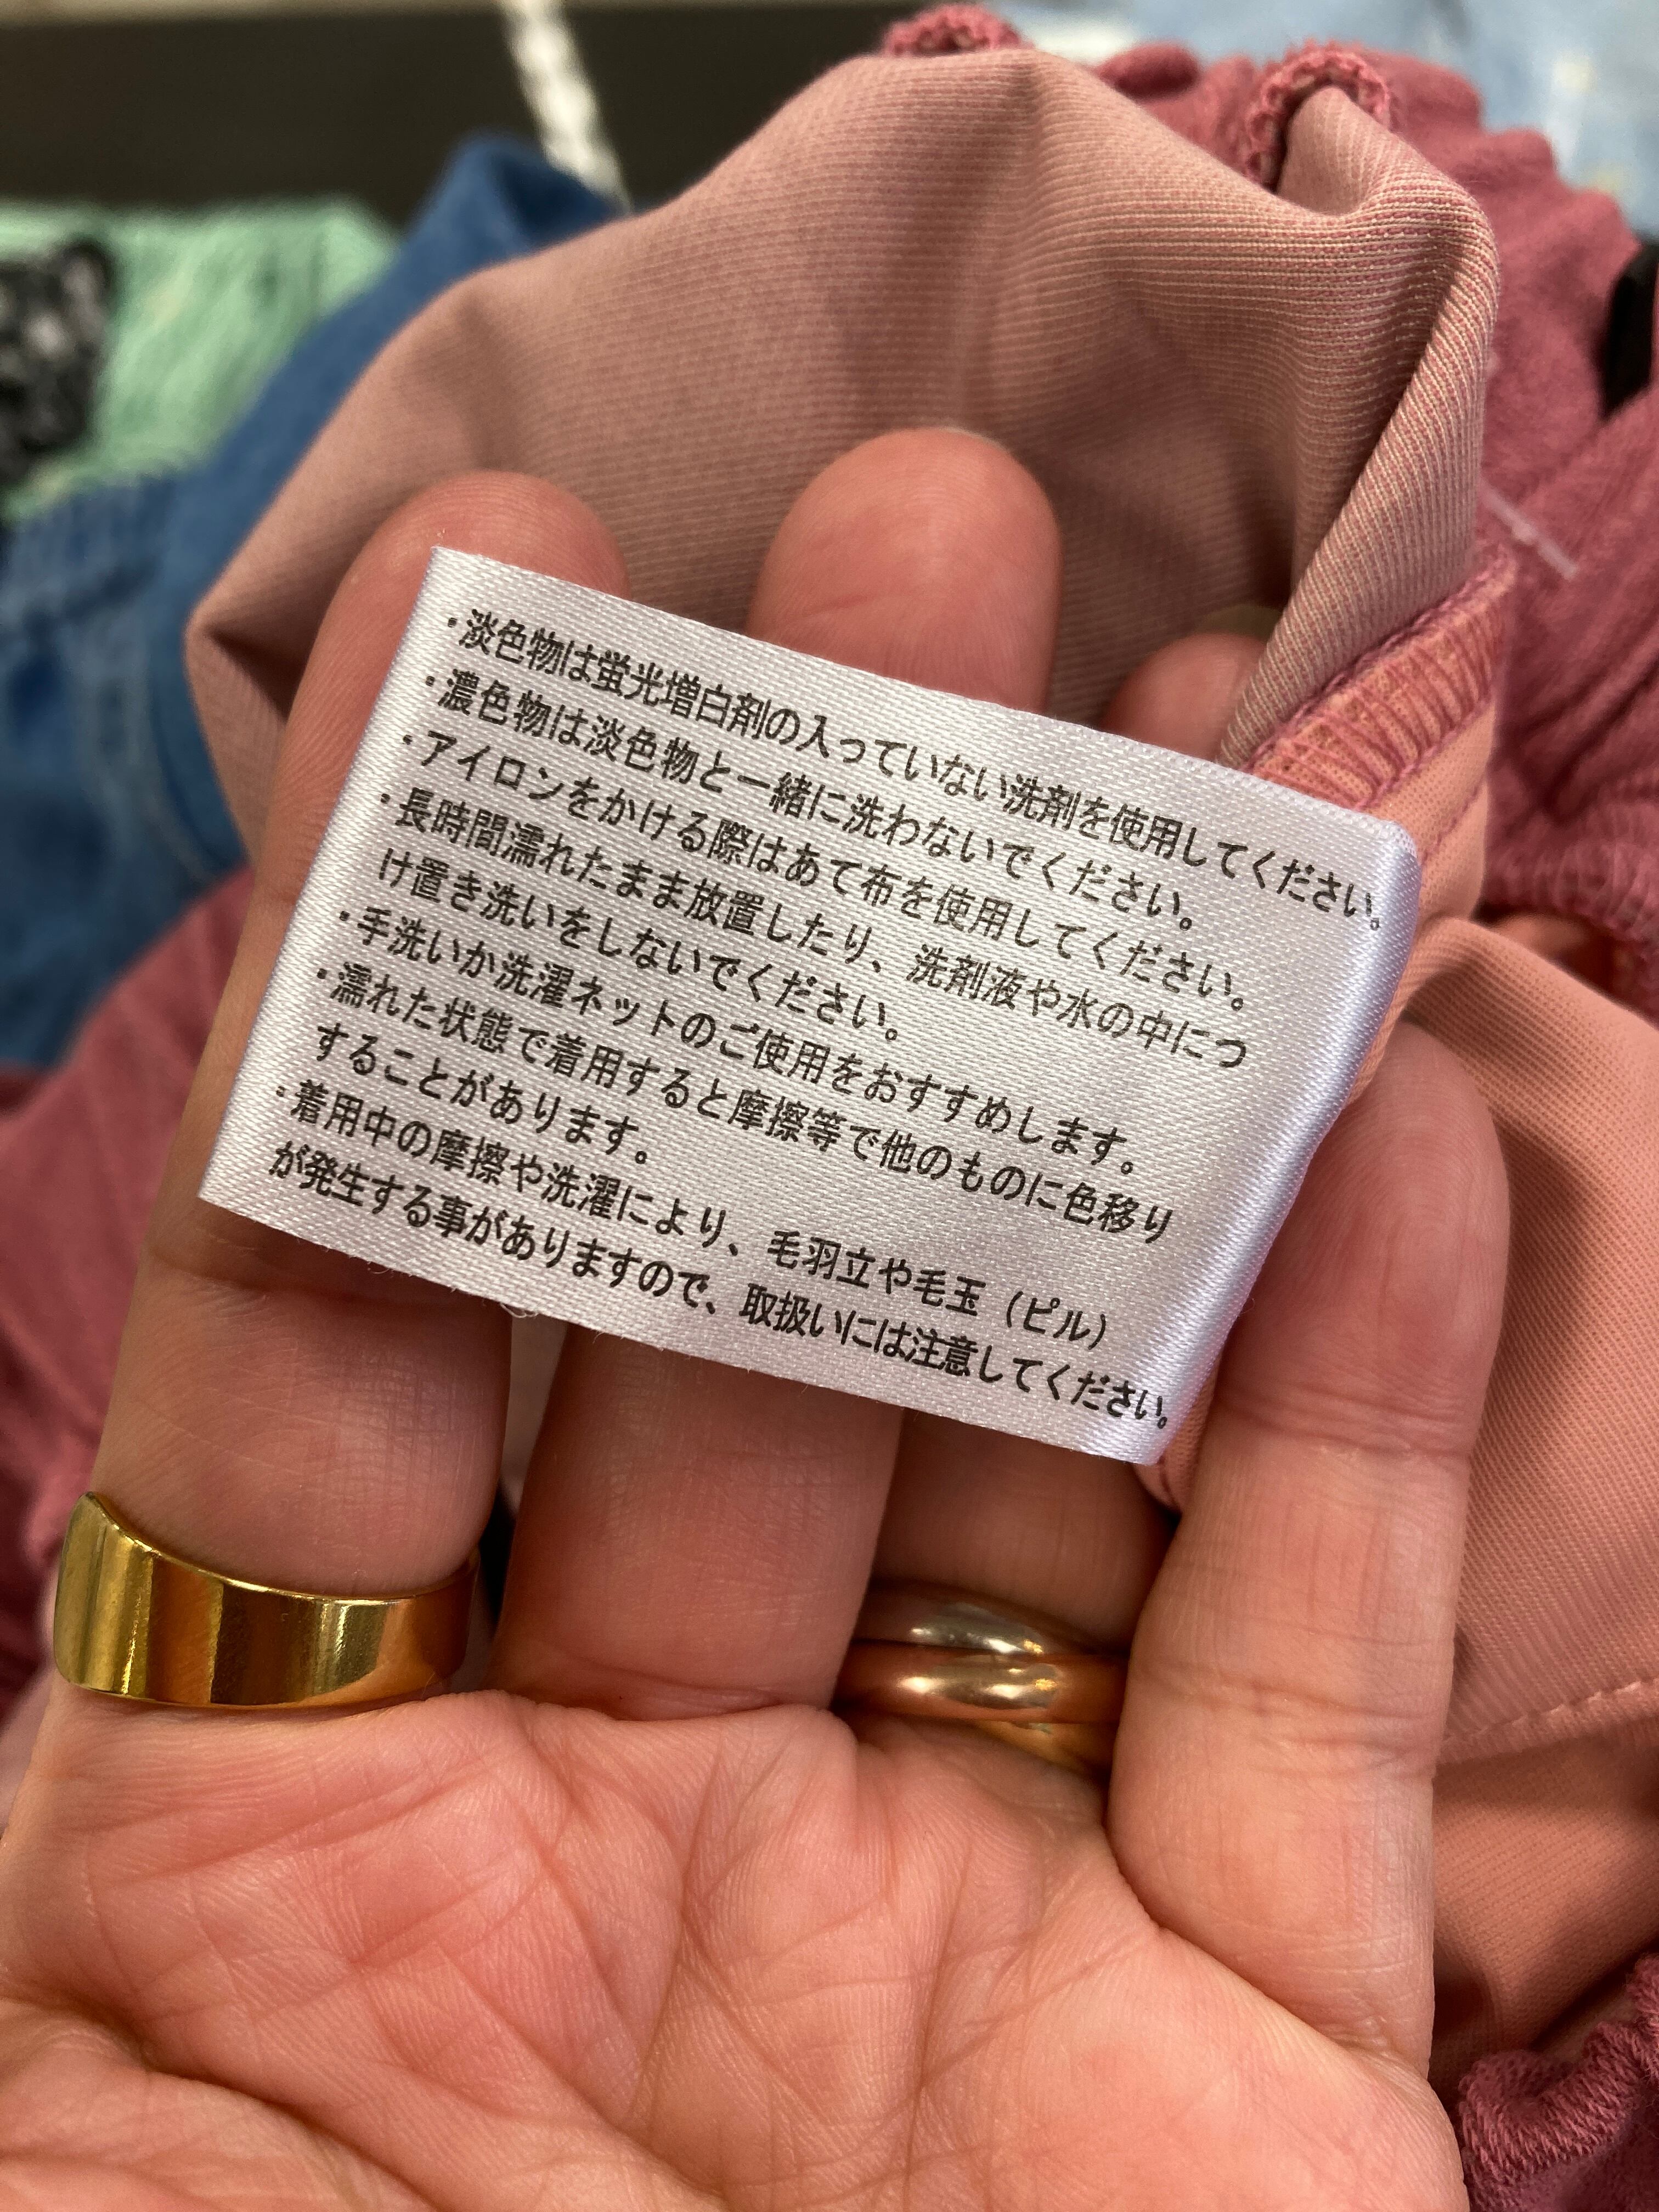 ・淡色物は蛍光増白剤の入っていない洗剤を使用してください。
・濃色物は淡色物と一緒に洗わないでください。
・アイロンをかける際はあて布を使用してください。
・長時間濡れたまま放置したり、洗剤液や水の中につ
け置き洗いをしないでください。
・手洗いか洗濯ネットのご使用をおすすめします。
・濡れた状態で着用すると摩擦等で他のものに色移り
することがあります。
・着用中の摩擦や洗濯により、毛羽立や毛玉（ピル）
が発生する事がありますので、取扱いには注意してください。